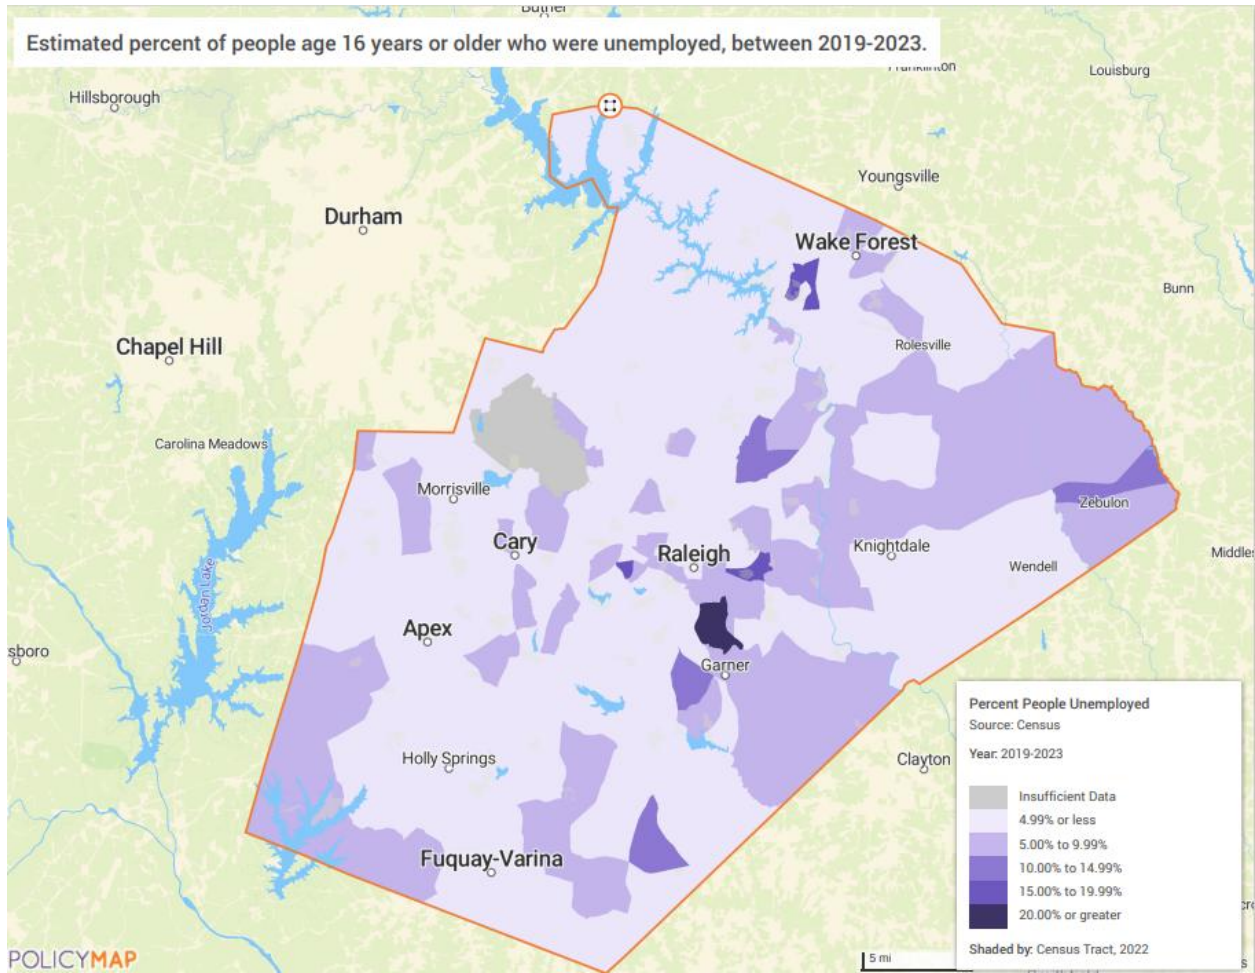 Butner
Estimated percent of people age 16 years or older who were unemployed, between 2019-2023.
Franklinton
Louisburg
Hillsborough
Youngsville
Durham
Wake Forest
Bunn
Chapel Hill
Rolesville
Carolina Meadows
Morrisville
Zebulon
Cary
Raleigh
Knightdale
Middles
Wendell
Jordan Lake
Apex
sboro
Garner
Percent People Unemployed
Source: Census
Year: 2019-2023
Holly Springs
Clayton
Insufficient Data
4.99% or less
5.00% to 9.99%
Fuquay-Varina
10.00% to 14.99%
15.00% to 19.99%
20.00% or greater
Shaded by: Census Tract, 2022
POLICYMAP
5 mi